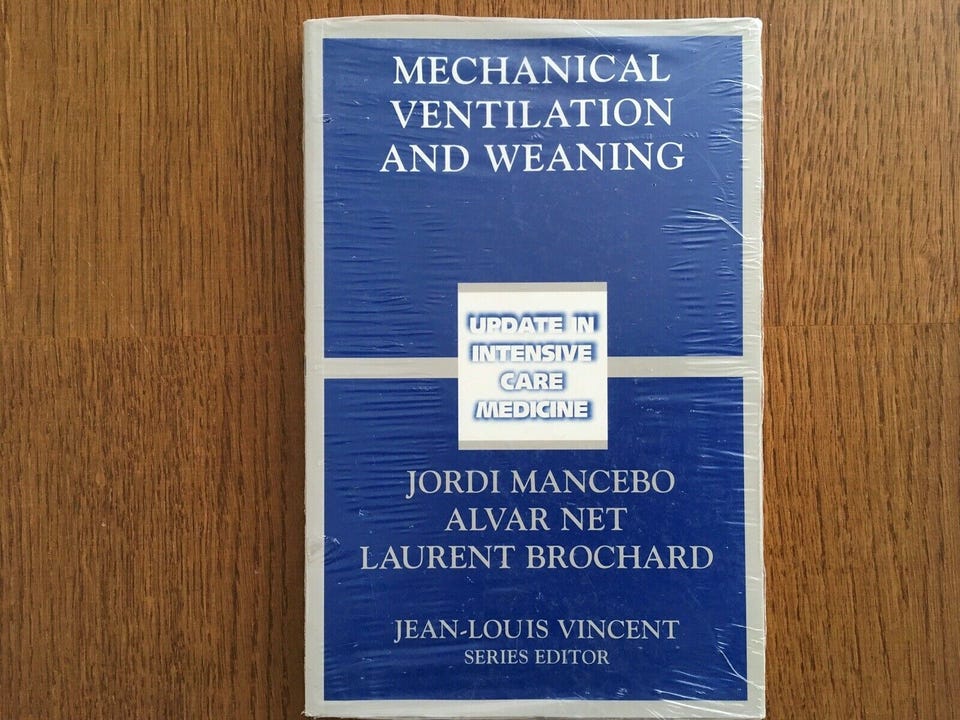 MECHANICAL
VENTILATION
AND WEANING
UPDATE IN
INTENSIVE
CARE
MEDICINE
JORDI MANCEBO
ALVAR NET
LAURENT BROCHARD
JEAN-LOUIS VINCENT
SERIES EDITOR